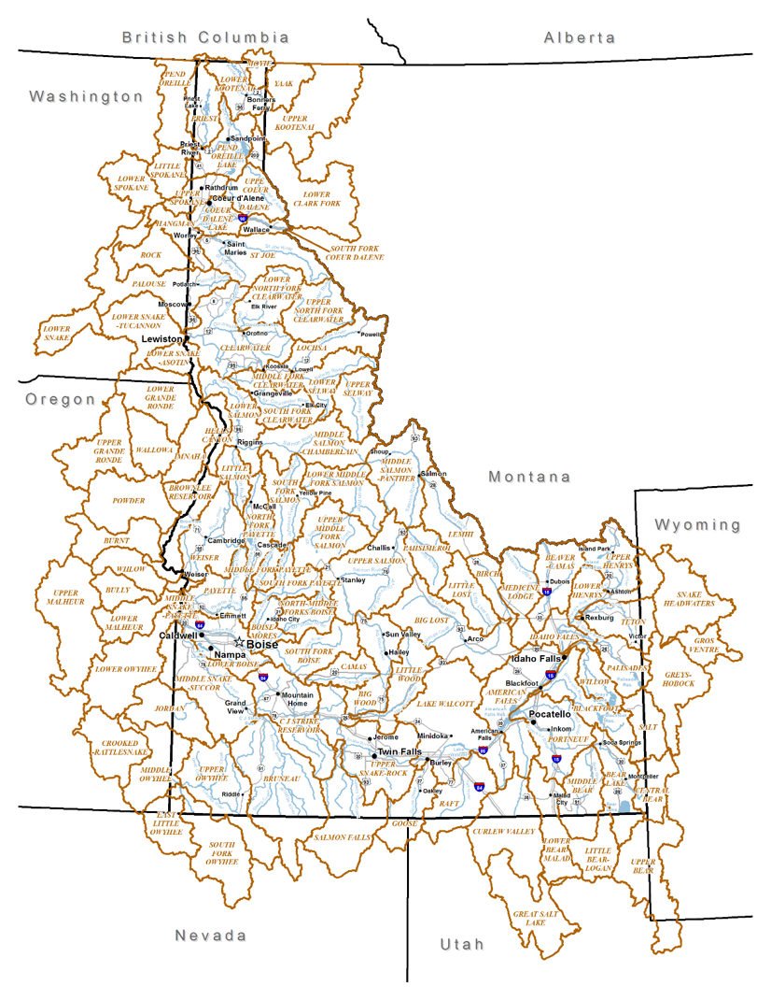 British Columbia
Alberta
Washington
MOYIE
PEND
OREILLE
LOWER
KOOTENAI
YAAK
Priest
Lake
Bonners
Ferry
PRIEST
UPPER
KOOTENAI
Sandpoint
Priest
River
PEND
OREILLE
LAKE
LITTLE
SPOKANE
LOWER
SPOKANE
Rathdrum
UPPE
COEUR
DALENE
UPPER
SPOKANE
Coeur d'Alene
LOWER
CLARK FORK
COEUR
DALENE
LAKE
HANGMAN
Wallace
Worley
Saint
Maries
SOUTH FORK
COEUR DALENE
ROCK
ST JOE
PALOUSE
Potlatch
LOWER
NORTH FORK
CLEARWATER
Moscow
Elk River
UPPER
NORTH FORK
CLEARWATER
LOWER SNAKE
-TUCANNON
LOWER
SNAKE
Lewiston
Orofino
Powell
CLEARWATER
LOCHSA
LOWER SNAKE
-ASOTIN
Kooskia
Lowell
MIDDLE FORK
CLEARWATER
LOWER
SELWAY
UPPER
SELWAY
Oregon
LOWER
GRANDE
RONDE
Grangeville
Elk City
LOWER
SALMON
SOUTH FORK
CLEARWATER
HELLS
CANYON
Riggins
MIDDLE
SALMON
CHAMBERLAIN
UPPER
GRANDE
RONDE
WALLOWA
IMNAHA
Shoup
MIDDLE
SALMON
-PANTHER
Salmon
Montana
LITTLE
SALMON
LOWER MIDDLE
FORK SALMON
SOUTH
FORK
SALMON
Yellow Pine
BROWNLEE
RESERVOIR
POWDER
McCall
NORTH
FORK
PAYETTE
UPPER
MIDDLE
FORK
SALMON
Wyoming
LEMHI
BURNT
Cambridge
Cascade
Challis
PAHSIMEROI
Island Park
UPPER
HENRYS
BEAVER
-CAMAS
WEISER
UPPER SALMON
WILLOW
Weiser
MIDDLE FORK PAYETTE
SOUTH FORK PAYETTE
Stanley
BIRCH
Dubois
LOWER
HENRYS
Ashton
BULLY
PAYETTE
LITTLE
LOST
MEDICINE
LODGE
UPPER
MALHEUR
MIDDLE
SNAKE
-PAYETTE
NORTH-MIDDLE
FORKS BOISE
SNAKE
HEADWATERS
LOWER
MALHEUR
Emmett
Idaho City
BIG LOST
Rexburg
TETON
Caldwell
BOISE-
MORES
Boise
Sun Valley
Arco
IDAHO FALLS
Victor
GROS
VENTRE
Nampa
SOUTH FORK
BOISE
Hailey
Idaho Falls
LOWER OWYHEE
LOWER BOISE
CAMAS
LITTLE
WOOD
PALISADES
GREYS-
HOBOCK
MIDDLE SNAKE
-SUCCOR
Blackfoot
WILLOW
AMERICAN
FALLS
Grand
View
Mountain
Home
BIG
WOOD
LAKE WALCOTT
BLACKFOOT
JORDAN
Pocatello
C J STRIKE
RESERVOIR
Inkom
SALT
American
Falls
PORTNEUF
Jerome
Minidoka
Soda Springs
CROOKED
-RATTLESNAKE
Twin Falls
Burley
UPPER
SNAKE-ROCK
MIDDLE
OWYHEE
UPPER
OWYHEE
BRUNEAU
MIDDLE
BEAR
BEAR
LAKE
Montpelier
Riddle
Oakley
RAFT
Malad
City
CENTRAL
BEAR
EAST
LITTLE
OWYHEE
GOOSE
SALMON FALLS
CURLEW VALLEY
SOUTH
FORK
OWYHEE
LOWER
BEAR-
MALAD
LITTLE
BEAR-
LOGAN
UPPER
BEAR
GREAT SALT
LAKE
Nevada
Utah